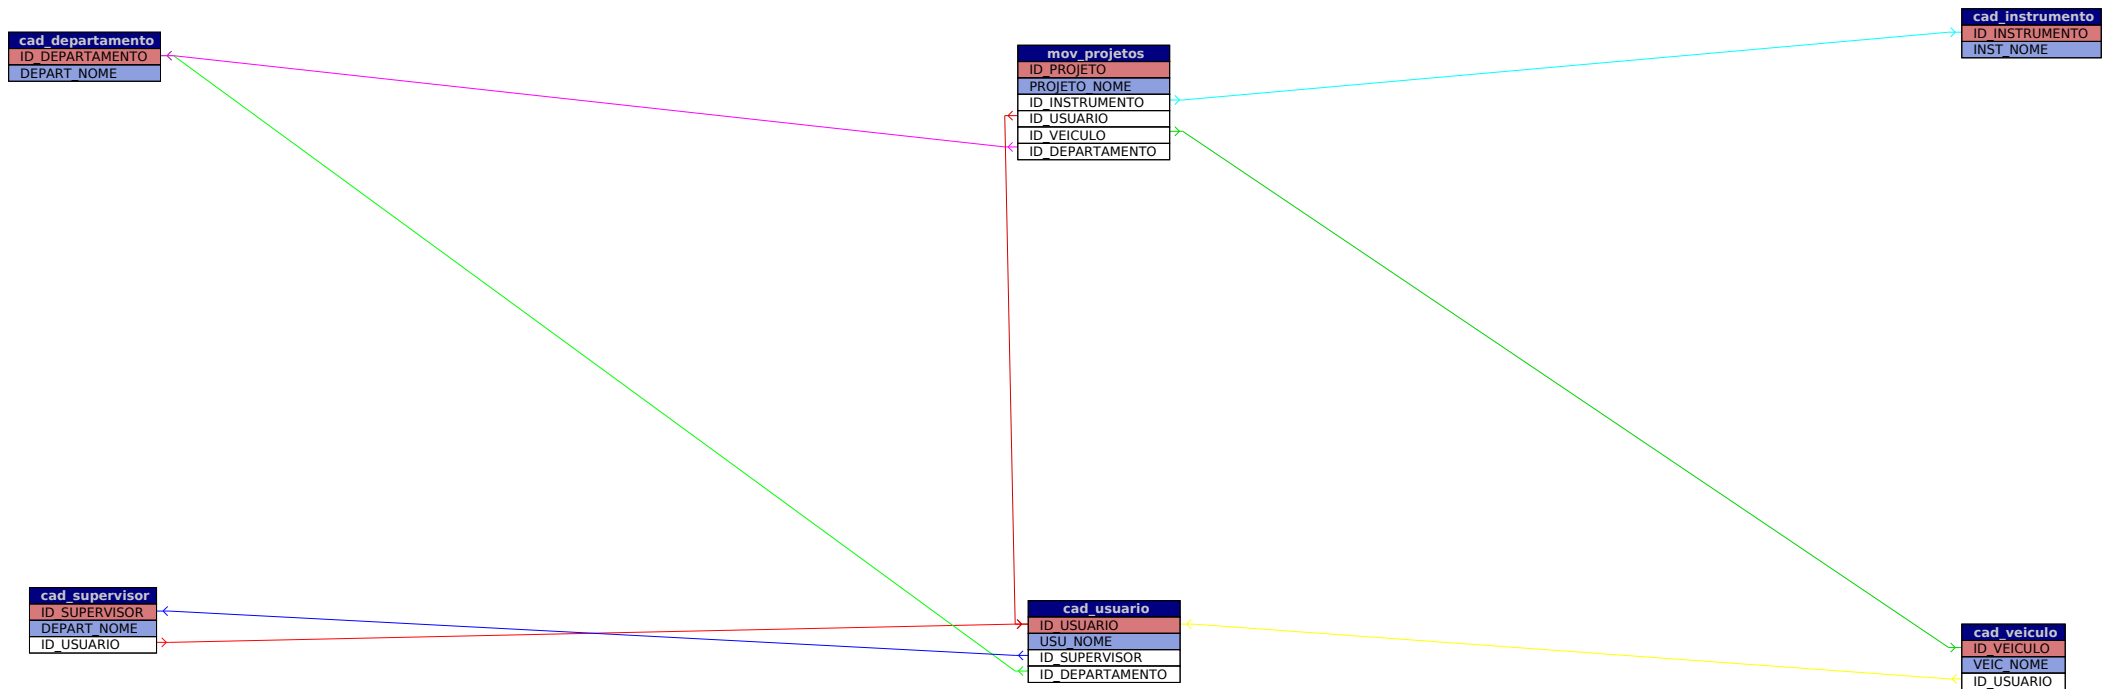 cad_departamento
ID_DEPARTAMENTO
DEPART_NOME
mov_projetos
ID_PROJETO
PROJETO_NOME
ID_INSTRUMENTO
ID_USUARIO
ID_VEICULO
ID_DEPARTAMENTO
cad_instrumento
ID_INSTRUMENTO
INST_NOME
cad_supervisor
ID_SUPERVISOR
DEPART_NOME
ID_USUARIO
cad_usuario
ID_USUARIO
USU_NOME
ID_SUPERVISOR
ID_DEPARTAMENTO
cad_veiculo
ID_VEICULO
VEIC_NOME
ID_USUARIO